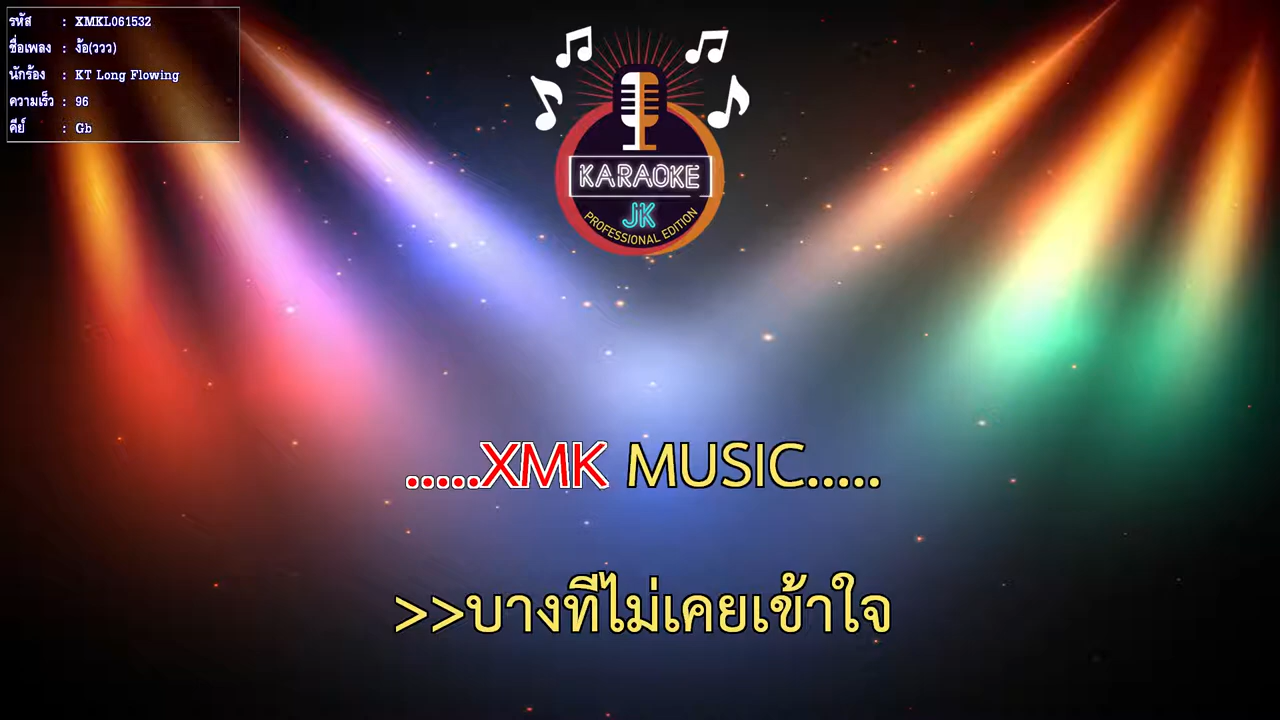 รหัส : XMKL061532
ชื่อเพลง : ง้อ(ววว)
นักร้อง : KT Long Flowing
ความเร็ว : 96
คีย์ : Gb
KARAOKE
JK
PROFESSIONAL EDITION
.....XMK MUSIC.....
>>บางทีไม่เคยเข้าใจ